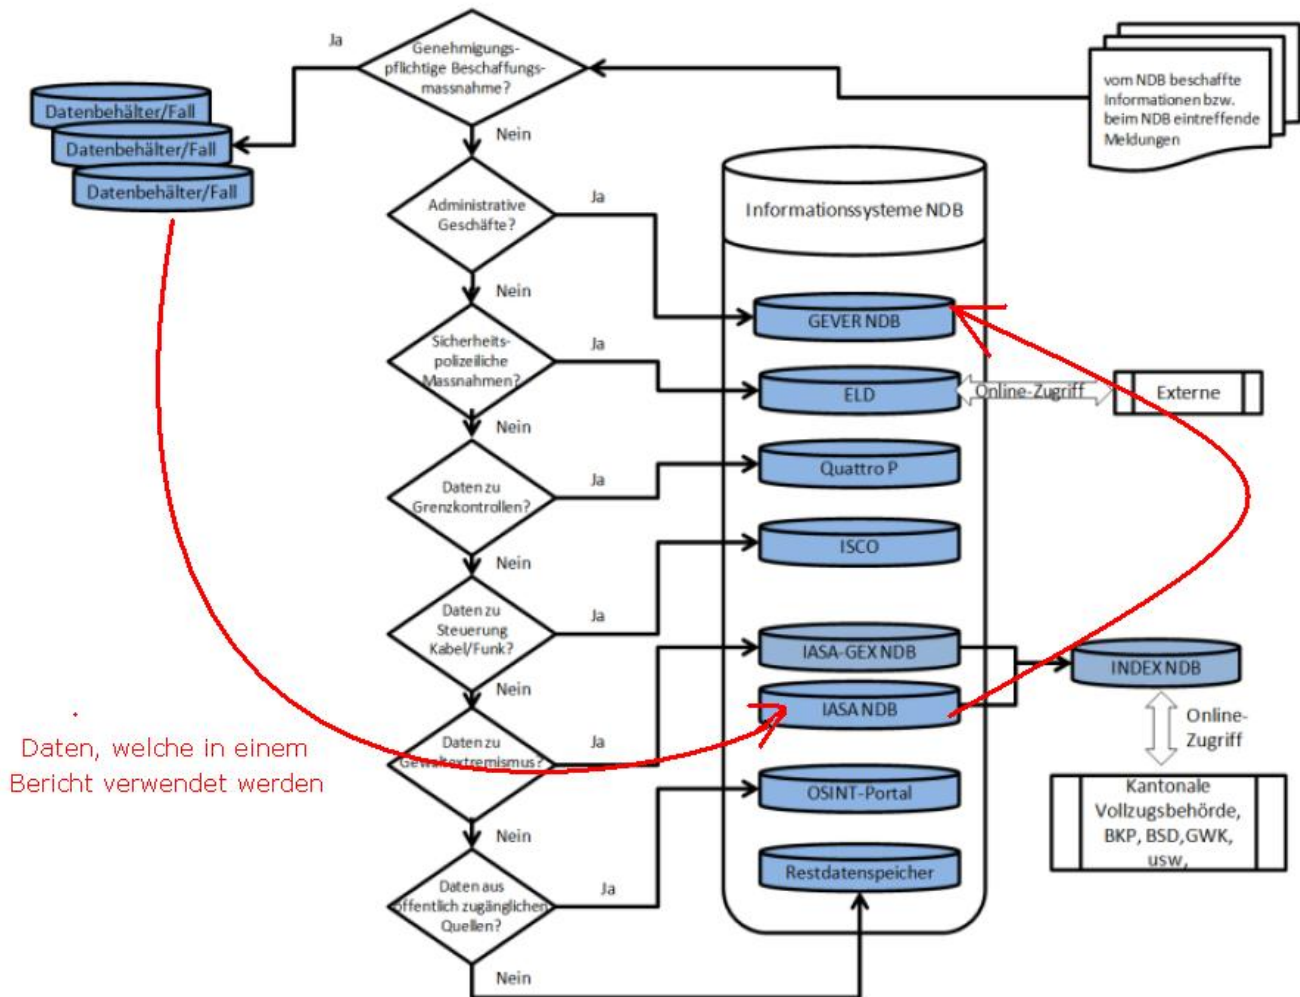 Ja
Genehmigungs-
pflichtige Beschaffungs-
massnahme?
vom NDB beschaffte
Informationen bzw.
beim NDB eintreffende
Meldungen
Datenbehälter/Fall
Datenbehälter/Fall
Datenbehälter/Fall
Nein
Administrative
Geschäfte?
Ja
Informationssysteme NDB
Nein
GEVER NDB
Sicherheits-
polizeiliche
Massnahmen?
Ja
ELD
Online-Zugriff
Externe
Nein
Daten zu
Grenzkontrollen?
Ja
Quattro P
Nein
ISCO
Daten zu
Steuerung
Kabel/Funk?
Ja
IASA-GEX NDB
INDEX NDB
Nein
IASA NDB
Online-
Zugriff
Daten, welche in einem
Bericht verwendet werden
Daten zu
Gewaltextremismus?
Ja
OSINT-Portal
Kantonale
Vollzugsbehörde,
BKP, BSD,GWK,
usw,
Nein
Restdatenspeicher
Daten aus
öffentlich zugänglichen
Quellen?
Ja
Nein